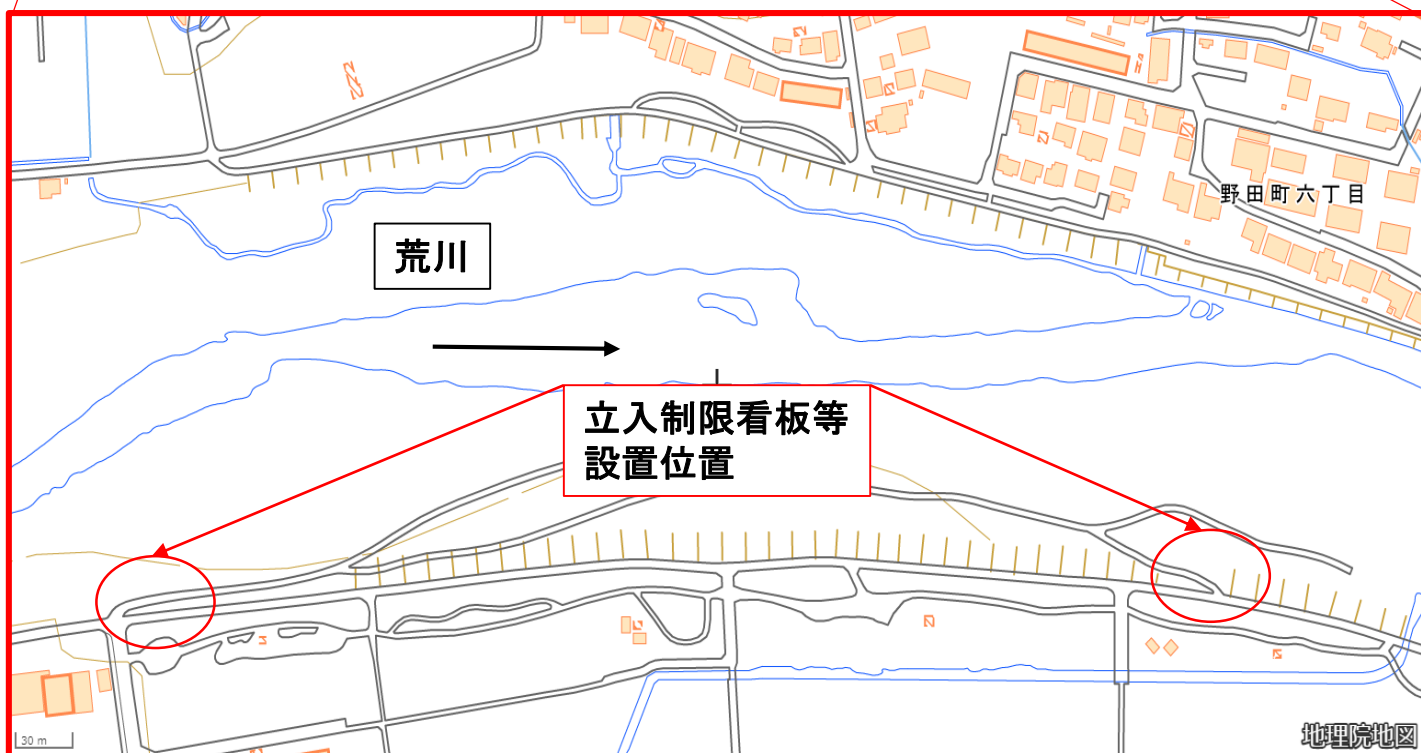 野田町六丁目
荒川
立入制限看板等
設置位置
30 m
地理院地図